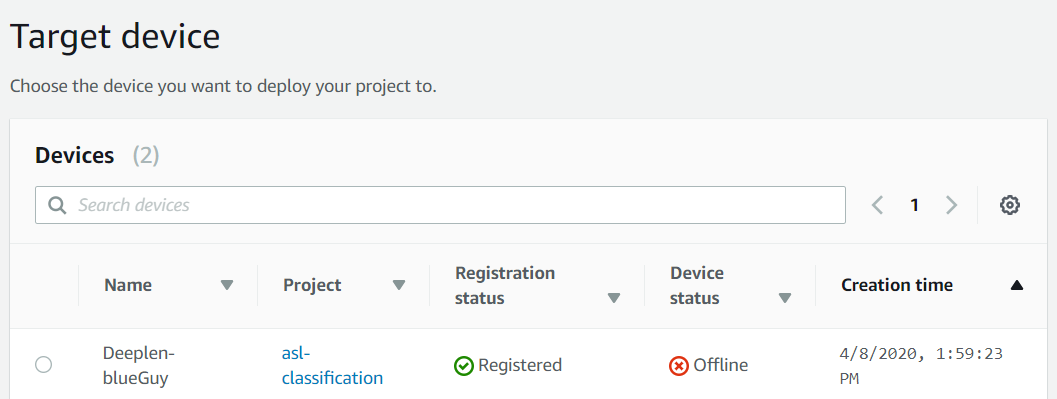 Target device
Choose the device you want to deploy your project to.
Devices (2)
Search devices
1
Name
Project
Registration
status
Device
status
Creation time
Deeplen-
blueGuy
asl-
classification
Registered
Offline
4/8/2020, 1:59:23
PM